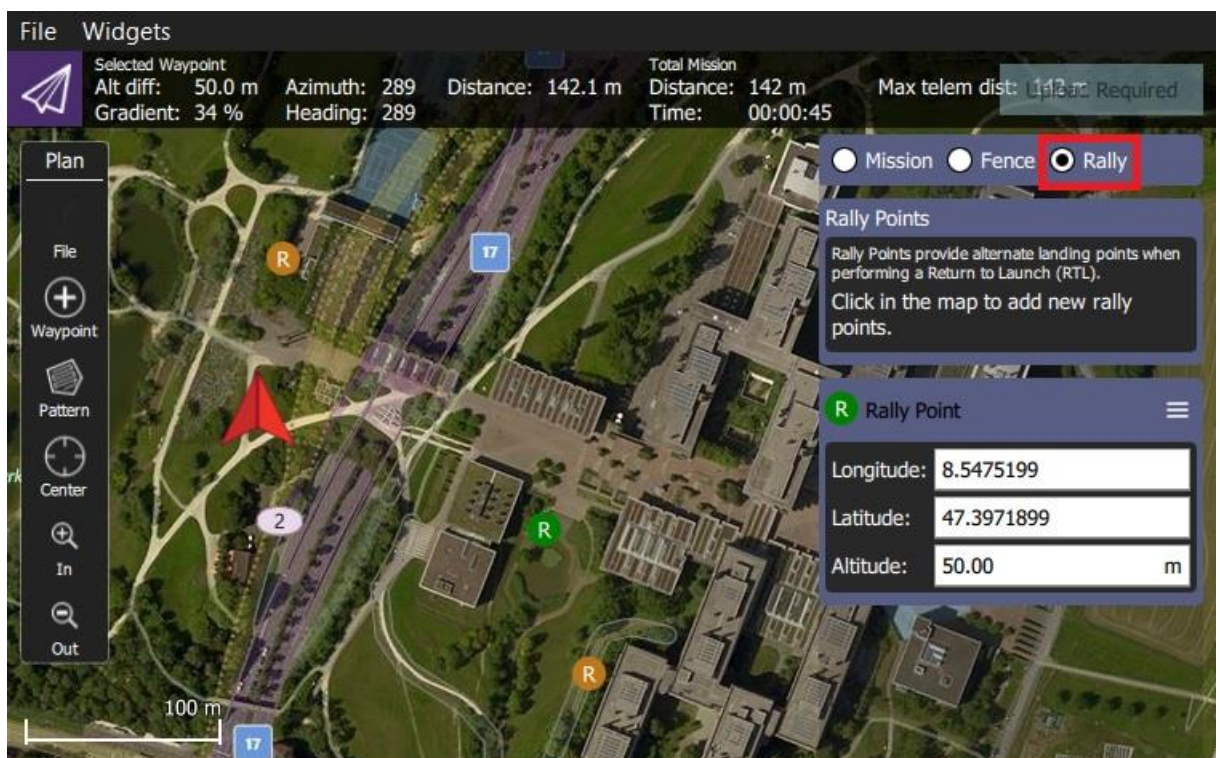 File Widgets
Selected Waypoint
Alt diff: 50.0 m Azimuth: 289 Distance: 142.1 m
Gradient: 34 % Heading: 289
Total Mission
Distance: 142 m Max telem dist: 142 m
Time: 00:00:45
Upload Required
Plan
File
Waypoint
Pattern
Center
In
Out
Mission Fence Rally
Rally Points
Rally Points provide alternate landing points when
performing a Return to Launch (RTL).
Click in the map to add new rally
points.
R Rally Point
Longitude: 8.5475199
Latitude: 47.3971899
Altitude: 50.00 m
R
17
2
R
R
100 m
17